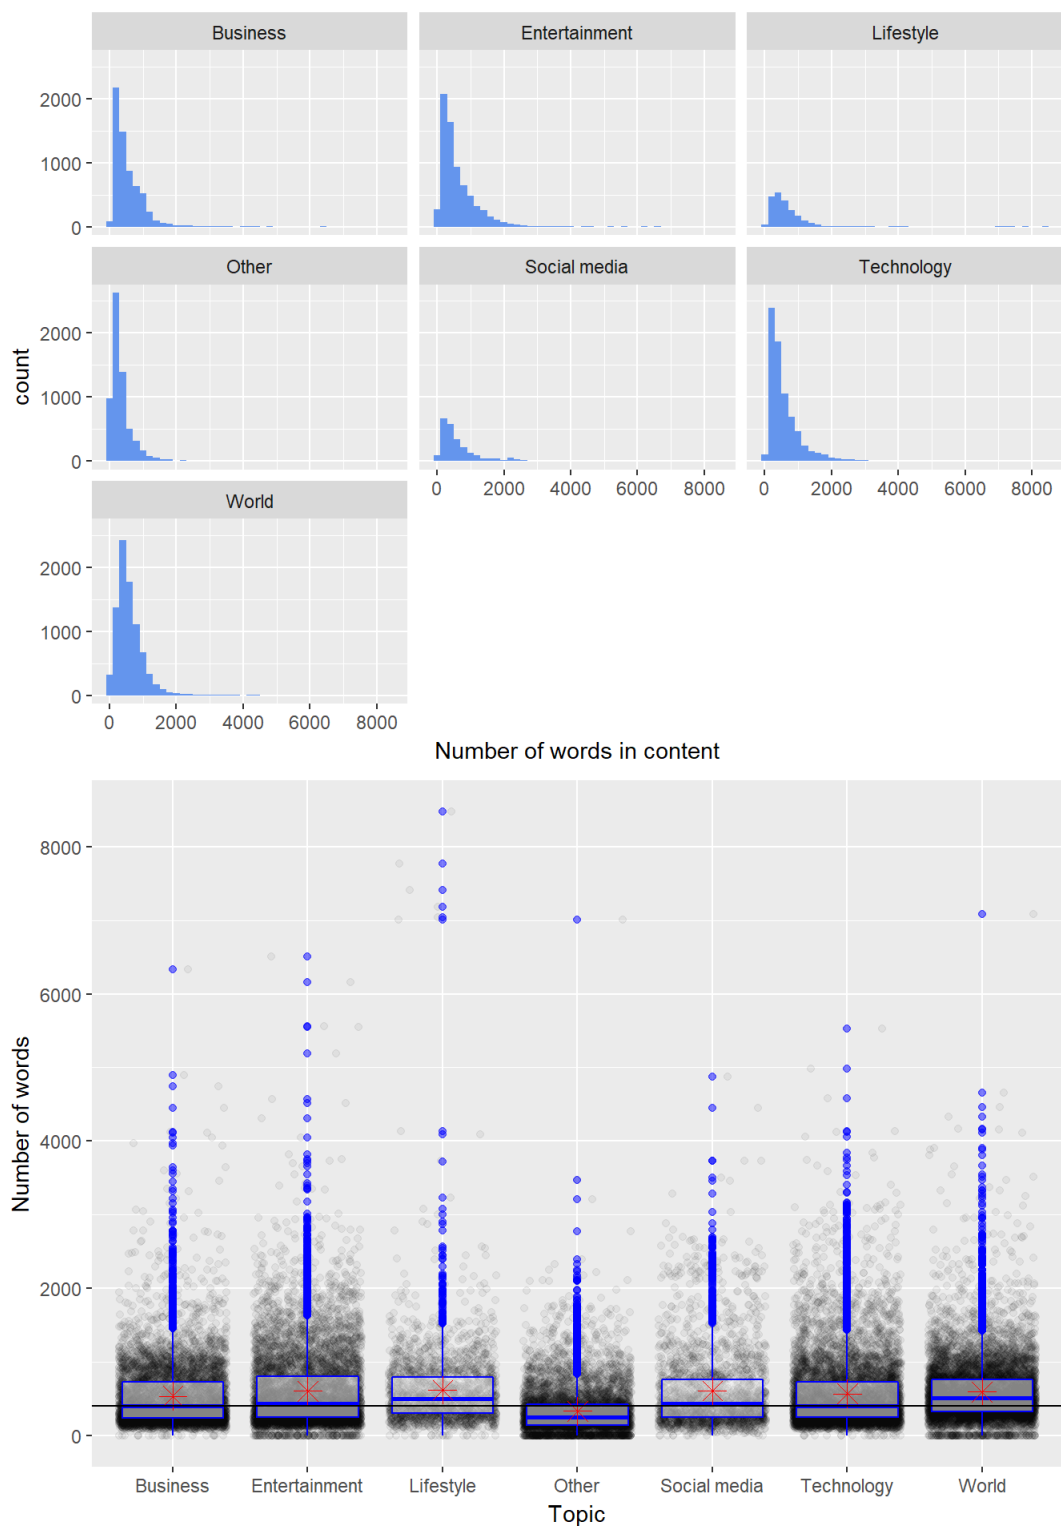 Business Entertainment Lifestyle
2000
1000
0
Other Social media Technology
2000
1000
0
0 2000 4000 6000 8000 0 2000 4000 6000 8000
World
2000
1000
0
0 2000 4000 6000 8000
count
Number of words in content
8000
6000
4000
2000
0
Number of words
Business Entertainment Lifestyle Other Social media Technology World
Topic